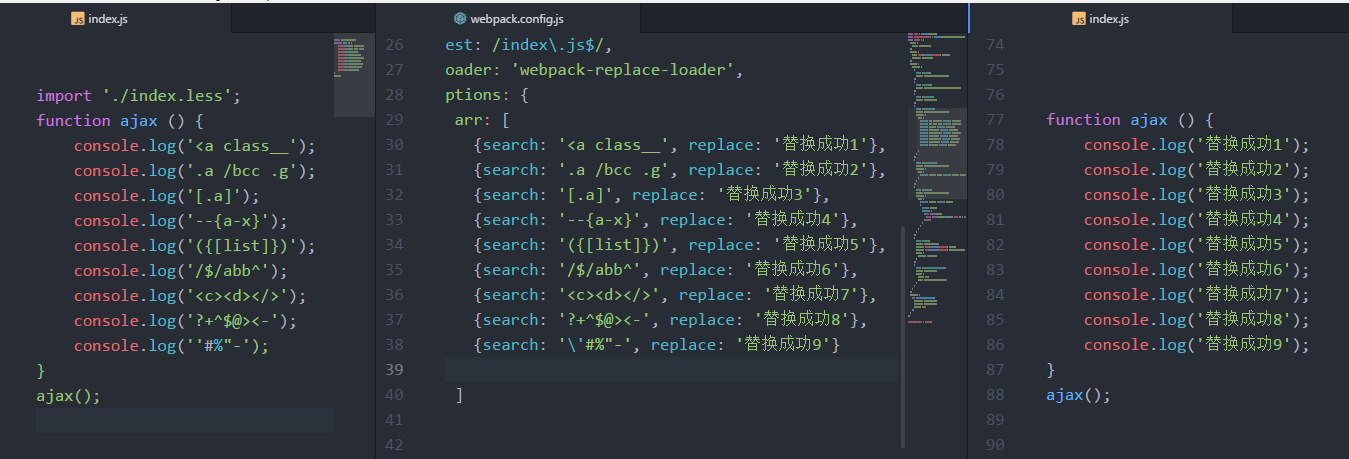 index.js
import './index.less';
function ajax () {
console.log('<a class__');
console.log('.a /bcc .g');
console.log('[.a]');
console.log('--{a-x}');
console.log('({[list]})');
console.log('/$/abb^');
console.log('<c><d></>');
console.log('?+^$@><-');
console.log(''#%"-');
}
ajax();
webpack.config.js
26 est: /index\.js$/,
27 oader: 'webpack-replace-loader',
28 ptions: {
29 arr: [
30 {search: '<a class__', replace: '替换成功1'},
31 {search: '.a /bcc .g', replace: '替换成功2'},
32 {search: '[.a]', replace: '替换成功3'},
33 {search: '--{a-x}', replace: '替换成功4'},
34 {search: '({[list]})', replace: '替换成功5'},
35 {search: '/$/abb^', replace: '替换成功6'},
36 {search: '<c><d></>', replace: '替换成功7'},
37 {search: '?+^$@><-', replace: '替换成功8'},
38 {search: '\'#%"-', replace: '替换成功9'}
39
40 ]
41
42
index.js
74
75
76
77 function ajax () {
78 console.log('替换成功1');
79 console.log('替换成功2');
80 console.log('替换成功3');
81 console.log('替换成功4');
82 console.log('替换成功5');
83 console.log('替换成功6');
84 console.log('替换成功7');
85 console.log('替换成功8');
86 console.log('替换成功9');
87 }
88 ajax();
89
90